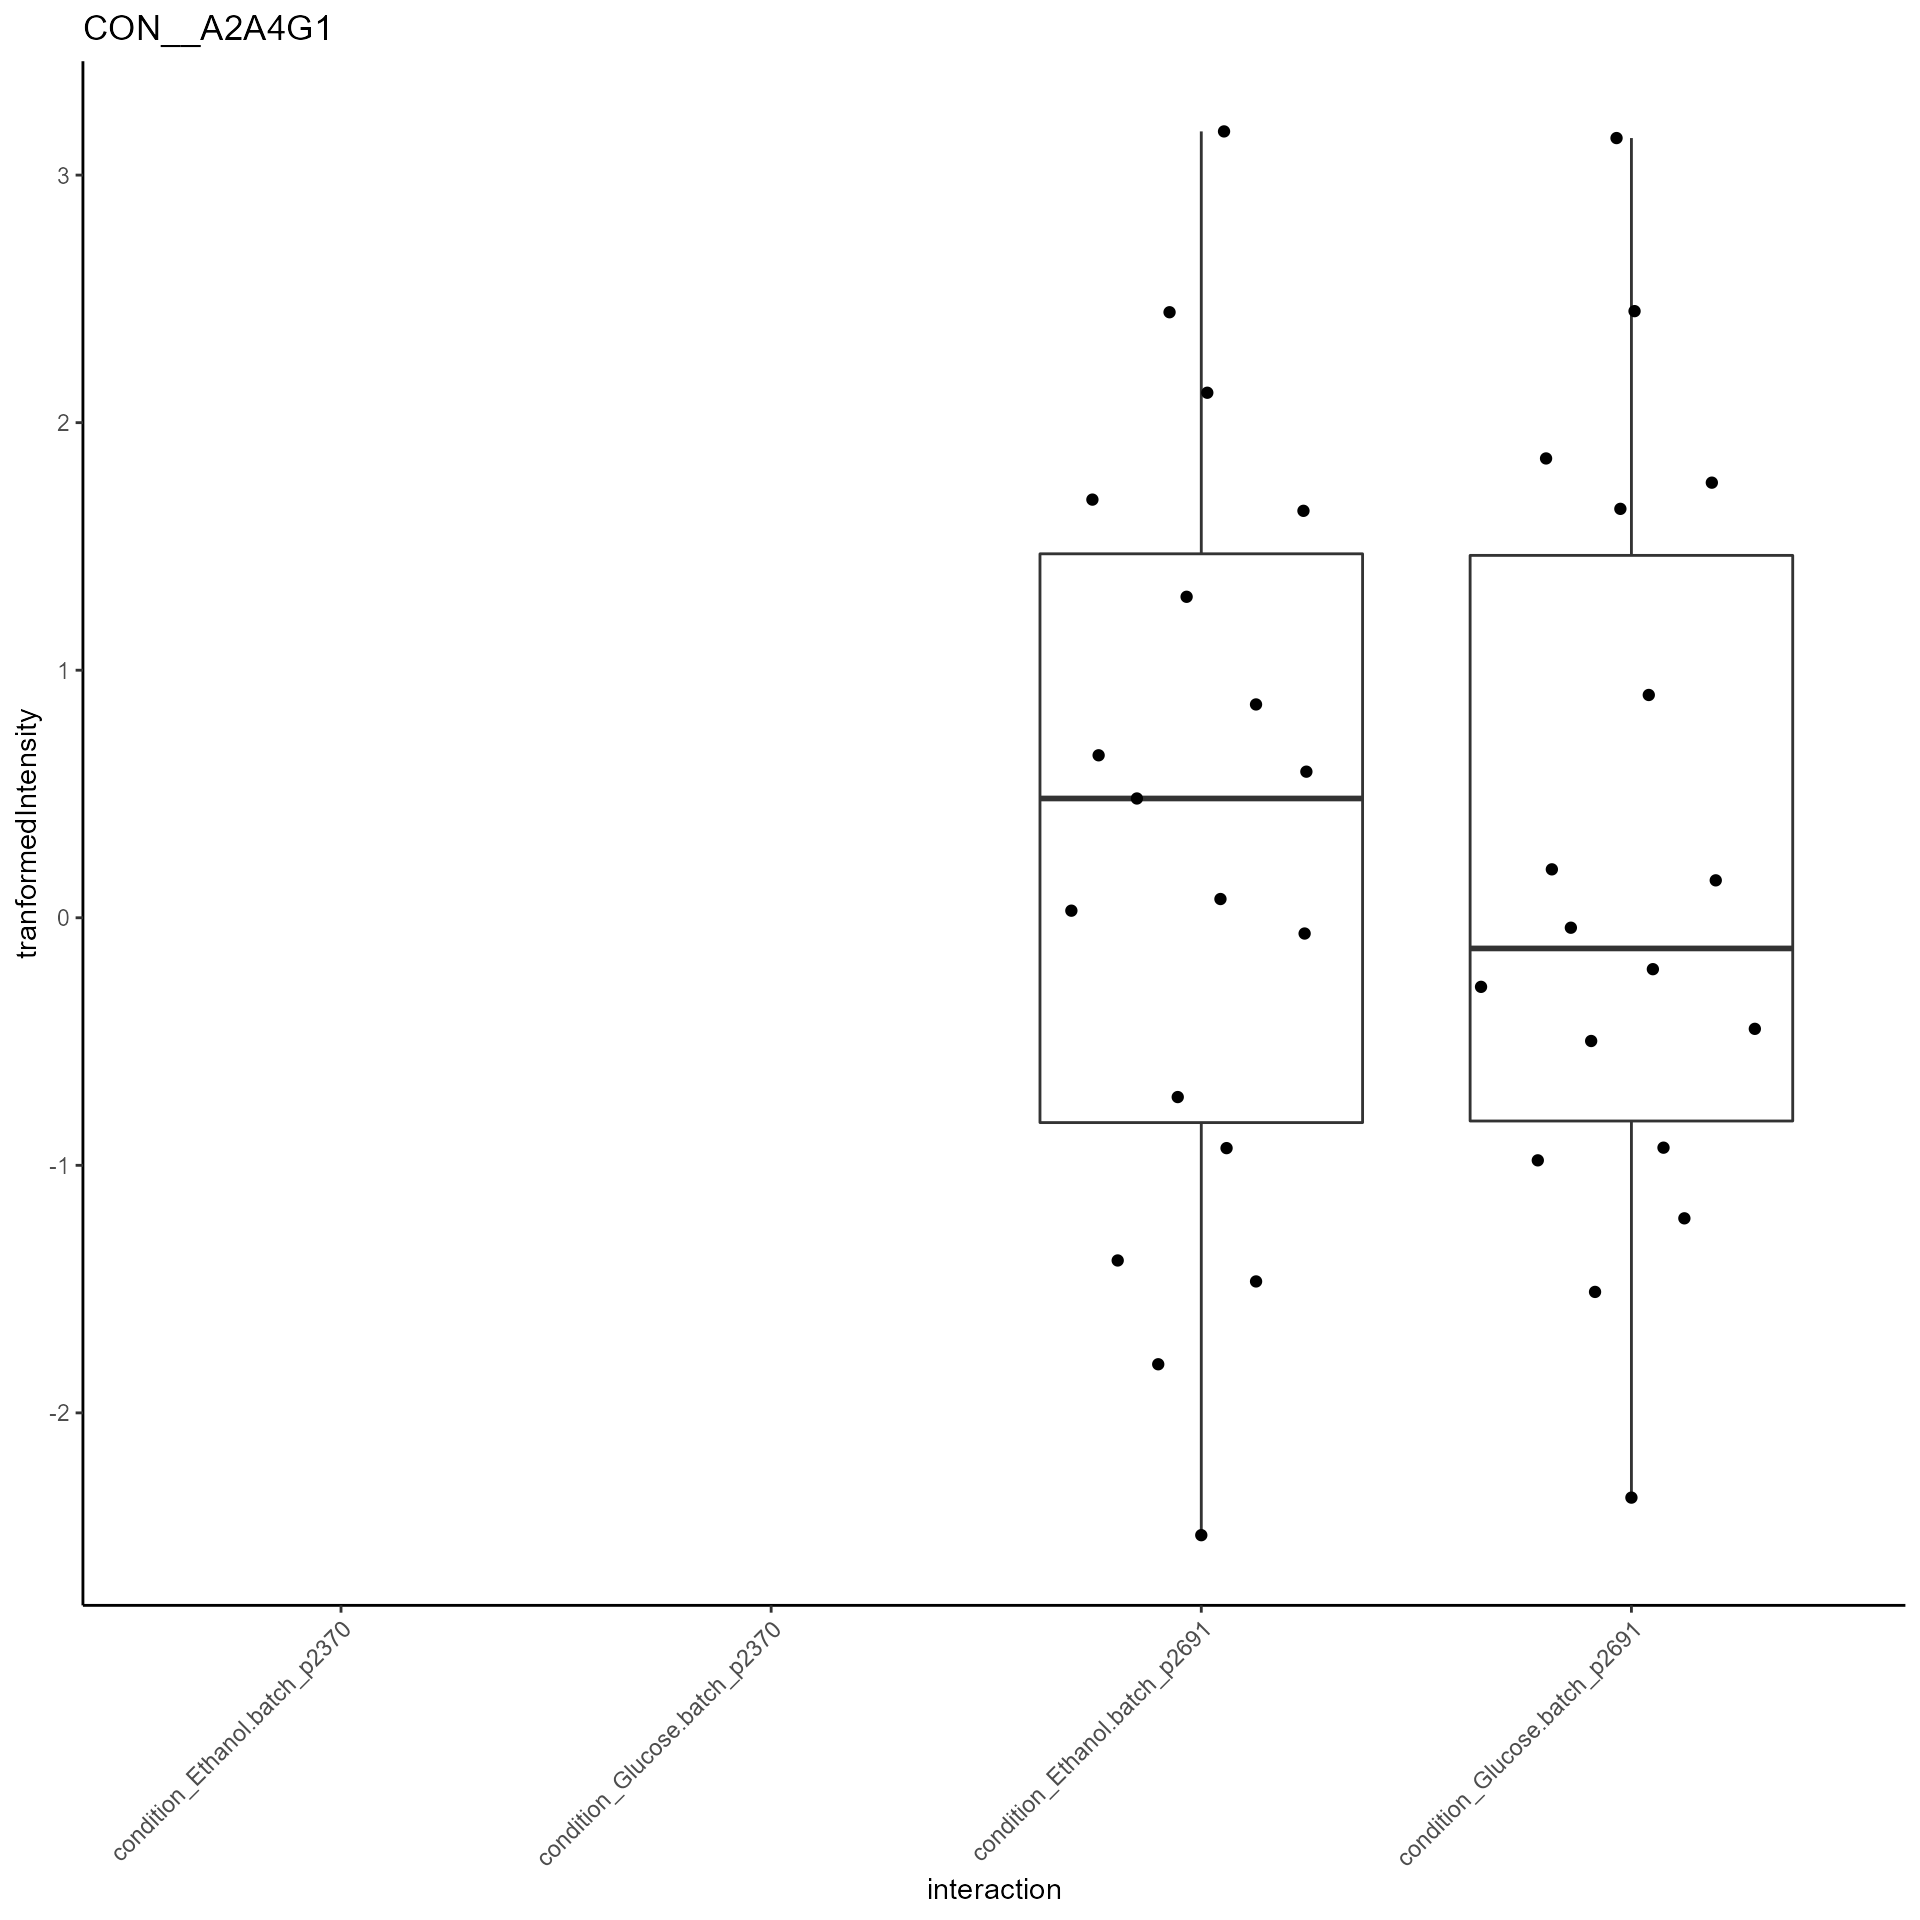 CON__A2A4G1
tranformedIntensity
3
2
1
0
-1
-2
condition_Ethanol.batch_p2370
condition_Glucose.batch_p2370
condition_Ethanol.batch_p2691
condition_Glucose.batch_p2691
interaction